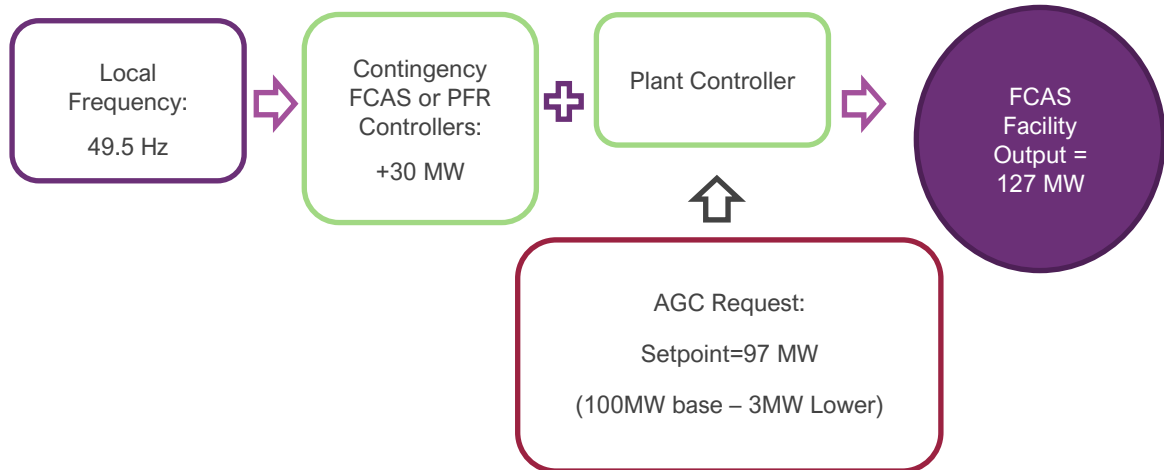 Local
Frequency:
49.5 Hz
Contingency
FCAS or PFR
Controllers:
+30 MW
Plant Controller
FCAS
Facility
Output =
127 MW
AGC Request:
Setpoint=97 MW
(100MW base – 3MW Lower)